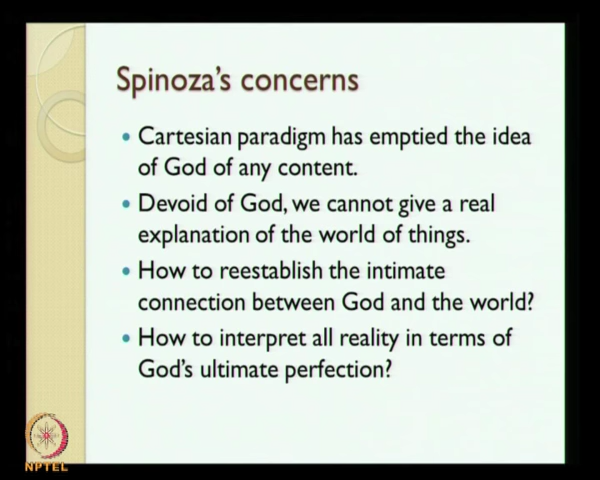 Spinoza's concerns
• Cartesian paradigm has emptied the idea
of God of any content.
• Devoid of God, we cannot give a real
explanation of the world of things.
• How to reestablish the intimate
connection between God and the world?
• How to interpret all reality in terms of
God's ultimate perfection?
NPTEL